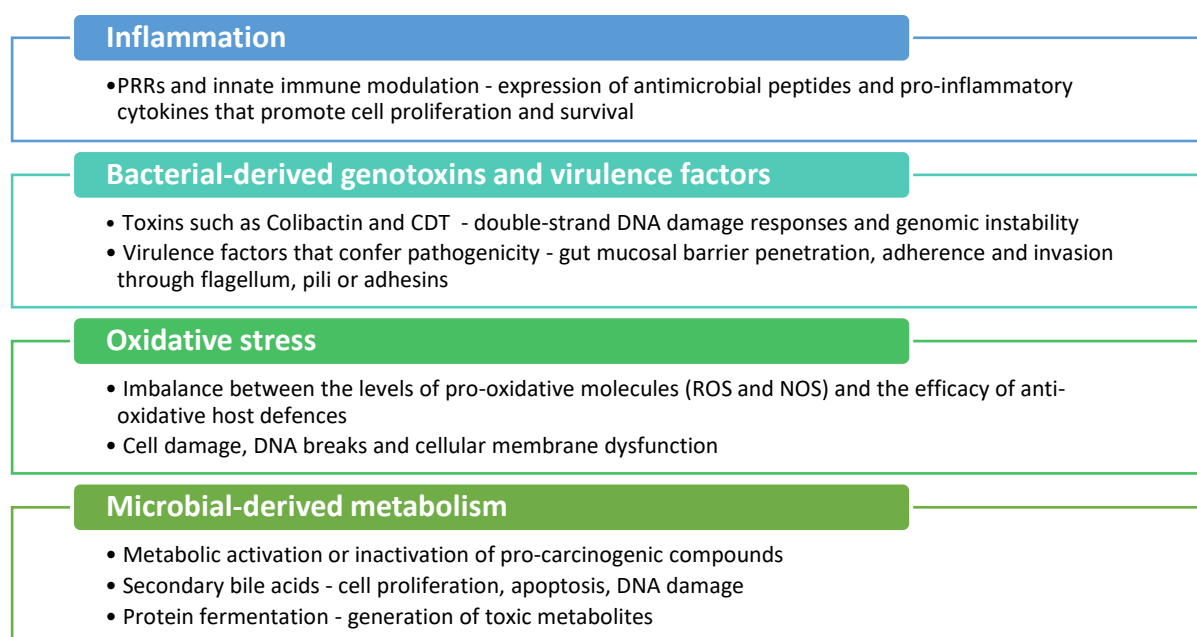 Inflammation
•PRRs and innate immune modulation - expression of antimicrobial peptides and pro-inflammatory
cytokines that promote cell proliferation and survival
Bacterial-derived genotoxins and virulence factors
• Toxins such as Colibactin and CDT - double-strand DNA damage responses and genomic instability
• Virulence factors that confer pathogenicity - gut mucosal barrier penetration, adherence and invasion
through flagellum, pili or adhesins
Oxidative stress
• Imbalance between the levels of pro-oxidative molecules (ROS and NOS) and the efficacy of anti-
oxidative host defences
• Cell damage, DNA breaks and cellular membrane dysfunction
Microbial-derived metabolism
• Metabolic activation or inactivation of pro-carcinogenic compounds
• Secondary bile acids - cell proliferation, apoptosis, DNA damage
• Protein fermentation - generation of toxic metabolites